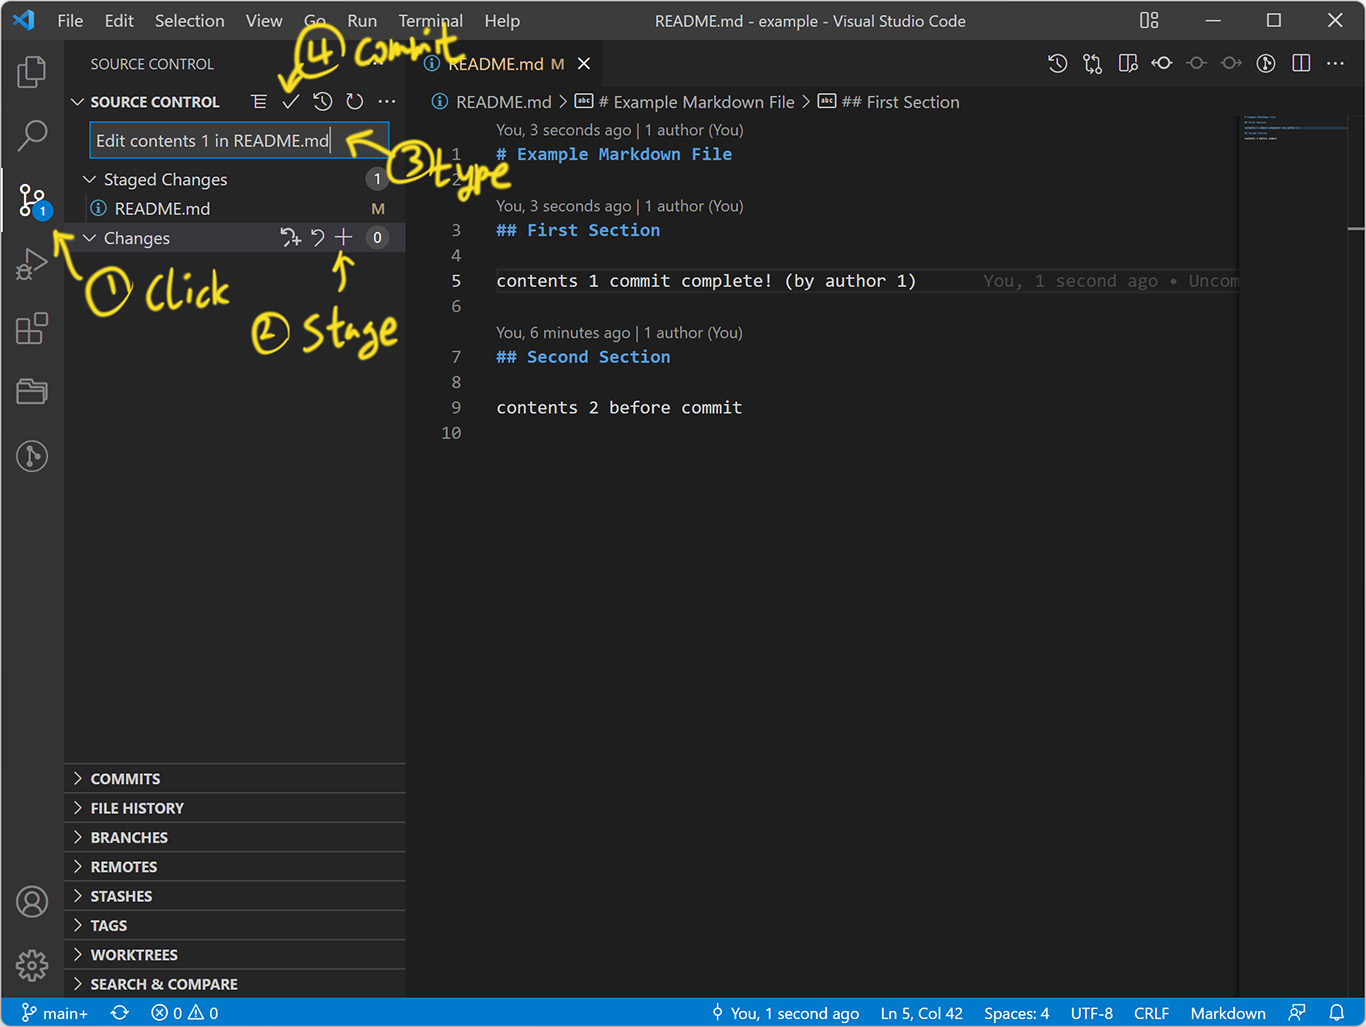 File Edit Selection View Go Run Terminal Help README.md - example - Visual Studio Code
④ commit
SOURCE CONTROL
README.md M
SOURCE CONTROL
README.md > # Example Markdown File > ## First Section
Edit contents 1 in README.md
③ type
Staged Changes 1
README.md M
Changes 0
① Click
② Stage
You, 3 seconds ago | 1 author (You)
1 # Example Markdown File
2
You, 3 seconds ago | 1 author (You)
3 ## First Section
4
5 contents 1 commit complete! (by author 1) You, 1 second ago • Uncom
6
You, 6 minutes ago | 1 author (You)
7 ## Second Section
8
9 contents 2 before commit
10
COMMITS
FILE HISTORY
BRANCHES
REMOTES
STASHES
TAGS
WORKTREES
SEARCH & COMPARE
main+ 0 0 You, 1 second ago Ln 5, Col 42 Spaces: 4 UTF-8 CRLF Markdown